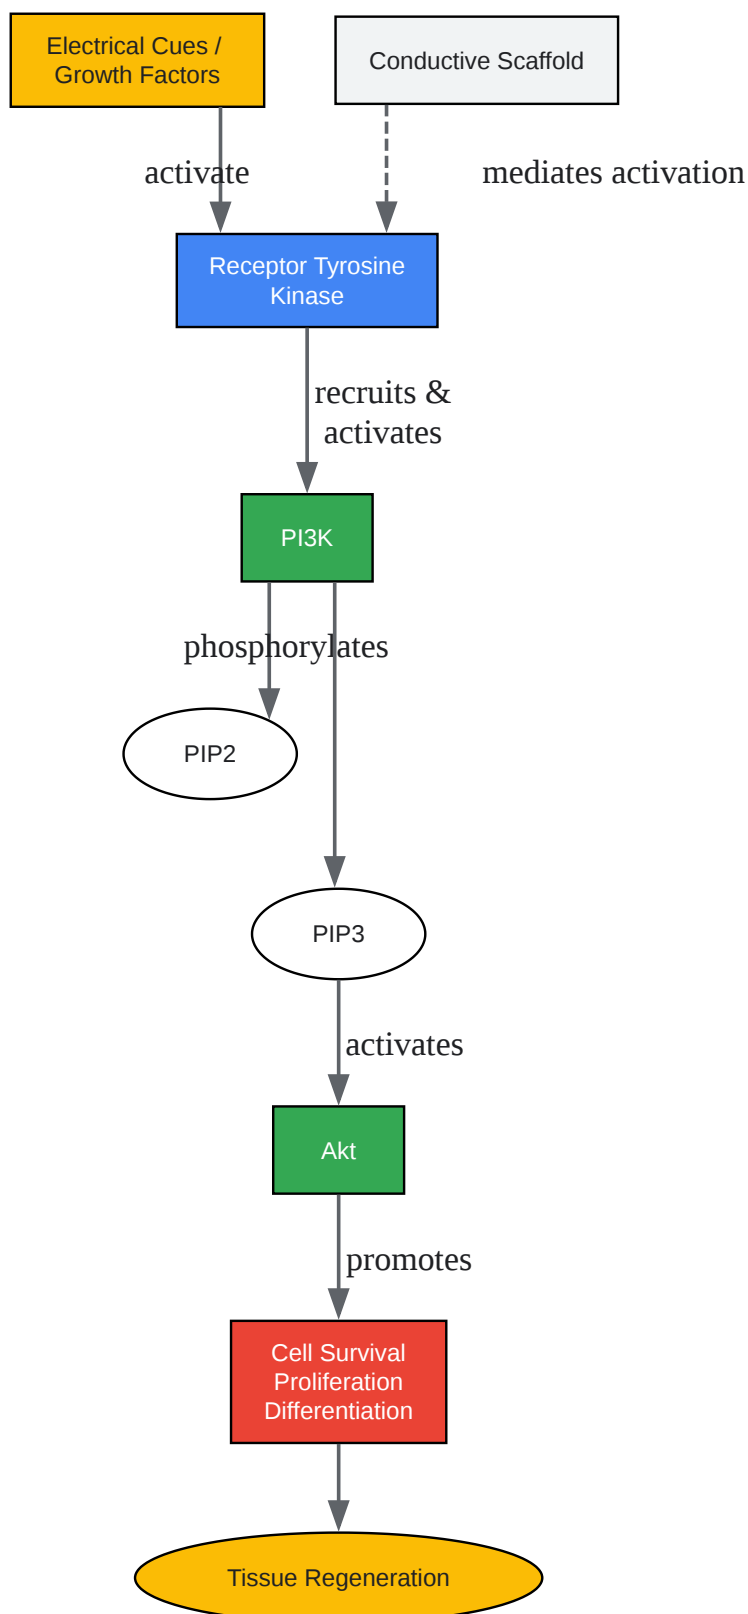 Electrical Cues /
Growth Factors
Conductive Scaffold
activate
mediates activation
Receptor Tyrosine
Kinase
recruits &
activates
PI3K
phosphorylates
PIP2
PIP3
activates
Akt
promotes
Cell Survival
Proliferation
Differentiation
Tissue Regeneration